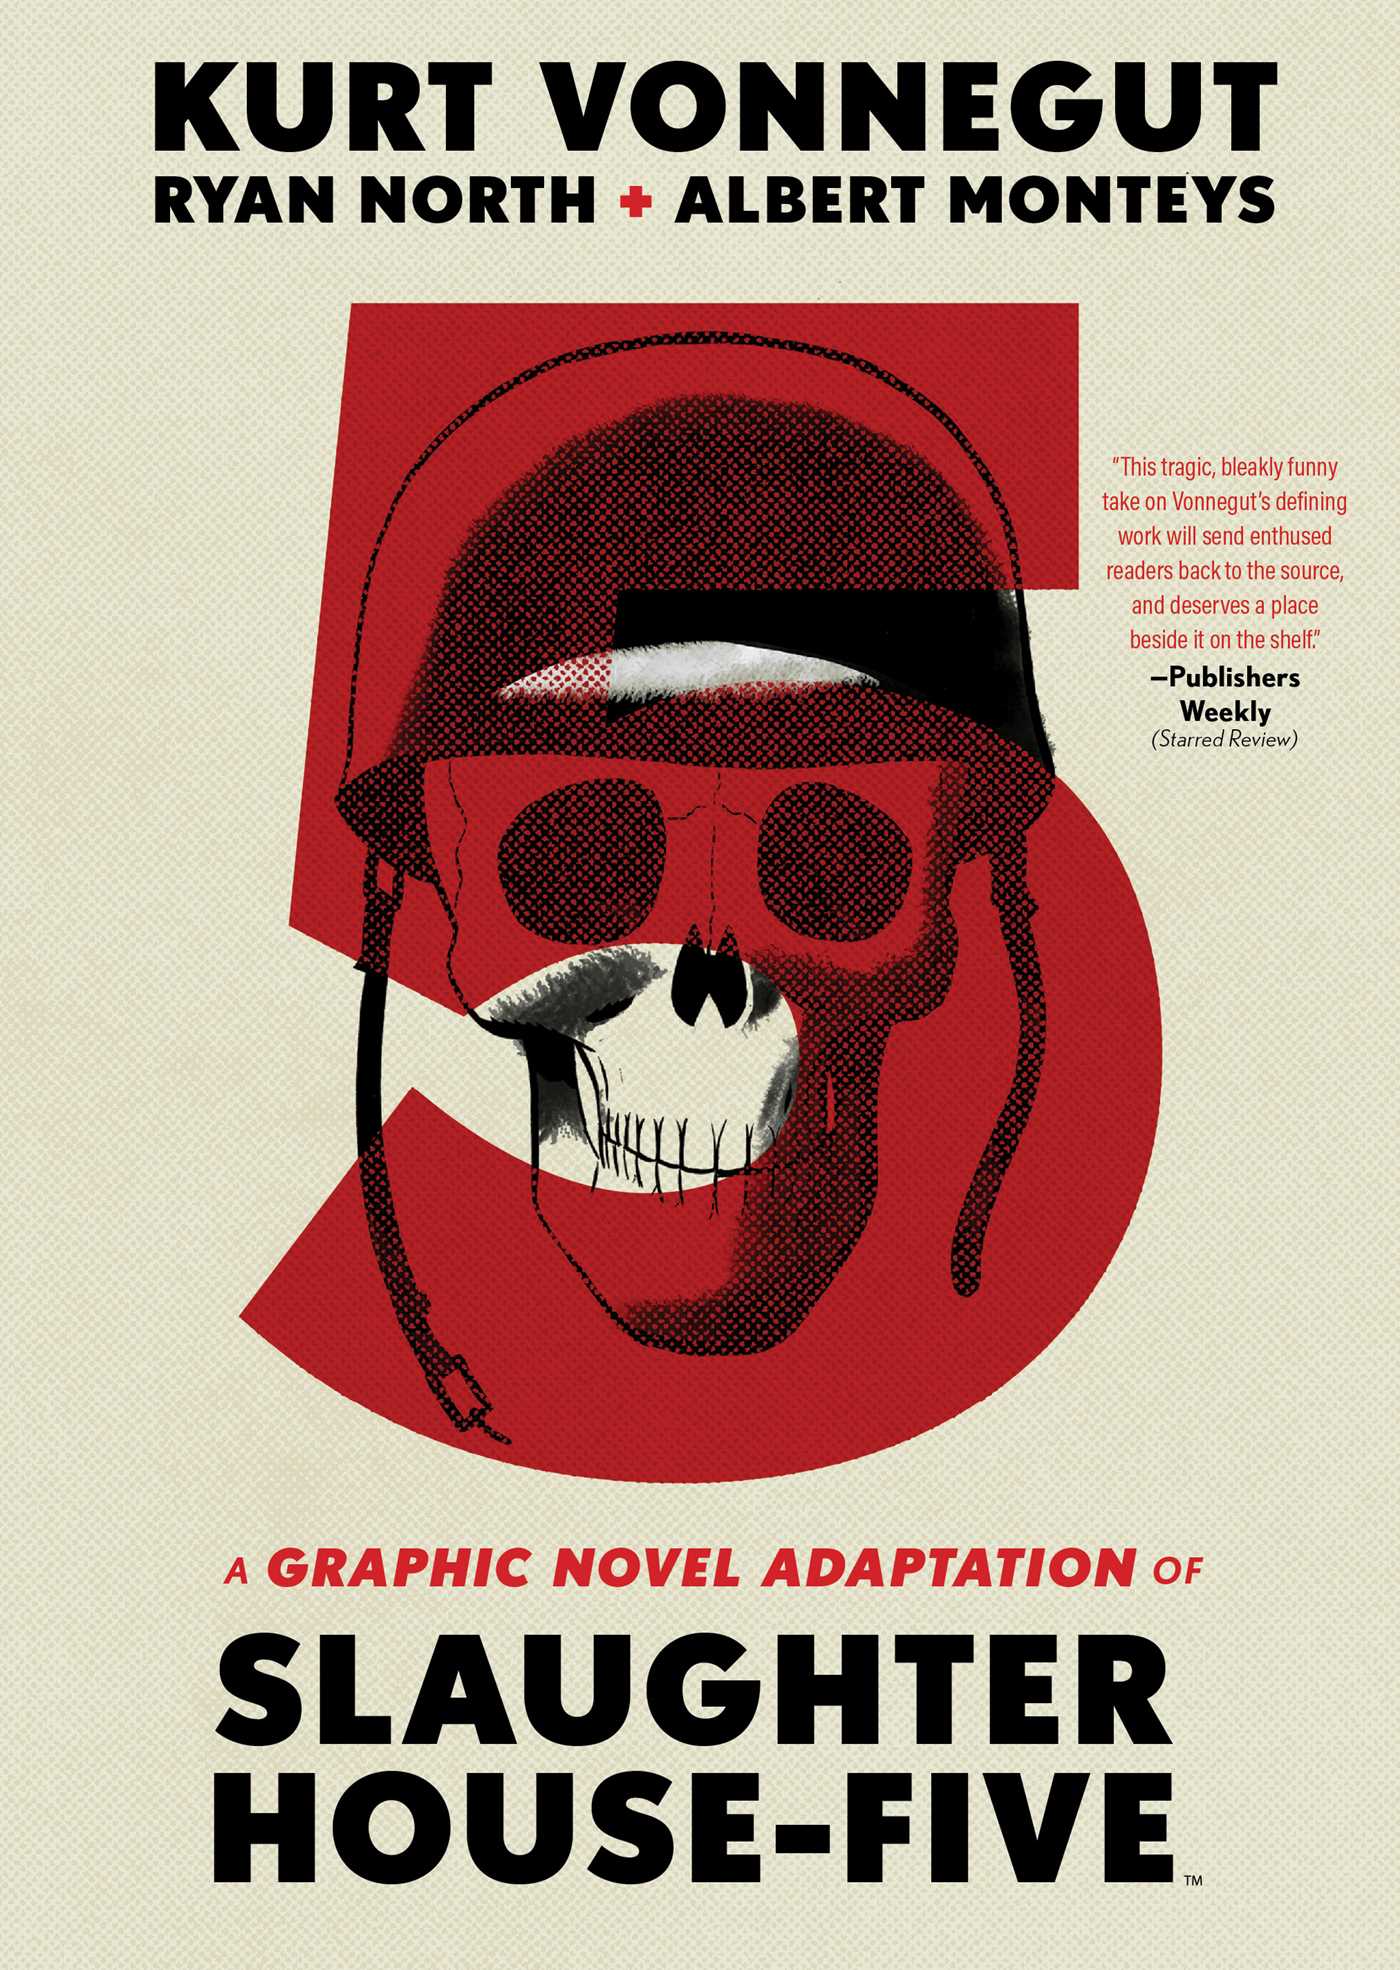 KURT VONNEGUT
RYAN NORTH + ALBERT MONTEYS
5
"This tragic, bleakly funny
take on Vonnegut's defining
work will send enthused
readers back to the source,
and deserves a place
beside it on the shelf."
—Publishers
Weekly
(Starred Review)
A GRAPHIC NOVEL ADAPTATION OF
SLAUGHTER
HOUSE-FIVE™